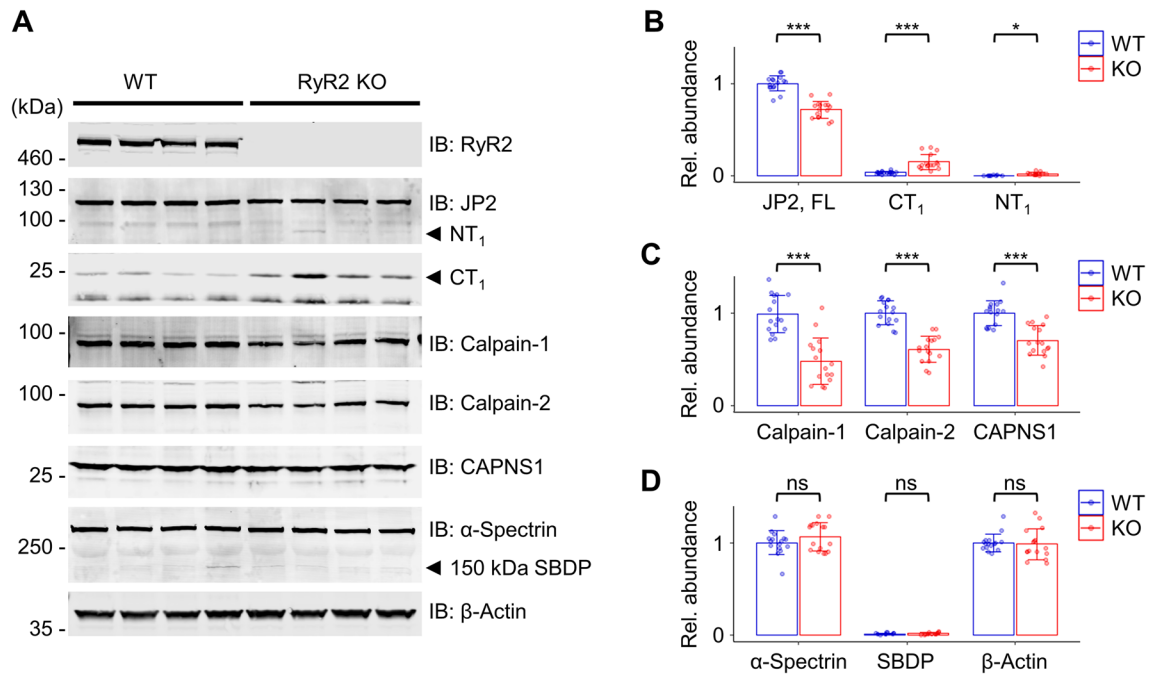 A
WT
RyR2 KO
(kDa)
460 -
IB: RyR2
130 -
100 -
IB: JP2
◄ NT₁
25 -
◄ CT₁
100 -
IB: Calpain-1
100 -
IB: Calpain-2
25 -
IB: CAPNS1
250 -
IB: α-Spectrin
◄ 150 kDa SBDP
35 -
IB: β-Actin
B
Rel. abundance
1
0
***
***
*
JP2, FL
CT₁
NT₁
WT
KO
C
Rel. abundance
1
0
***
***
***
Calpain-1
Calpain-2
CAPNS1
WT
KO
D
Rel. abundance
1
0
ns
ns
ns
α-Spectrin
SBDP
β-Actin
WT
KO